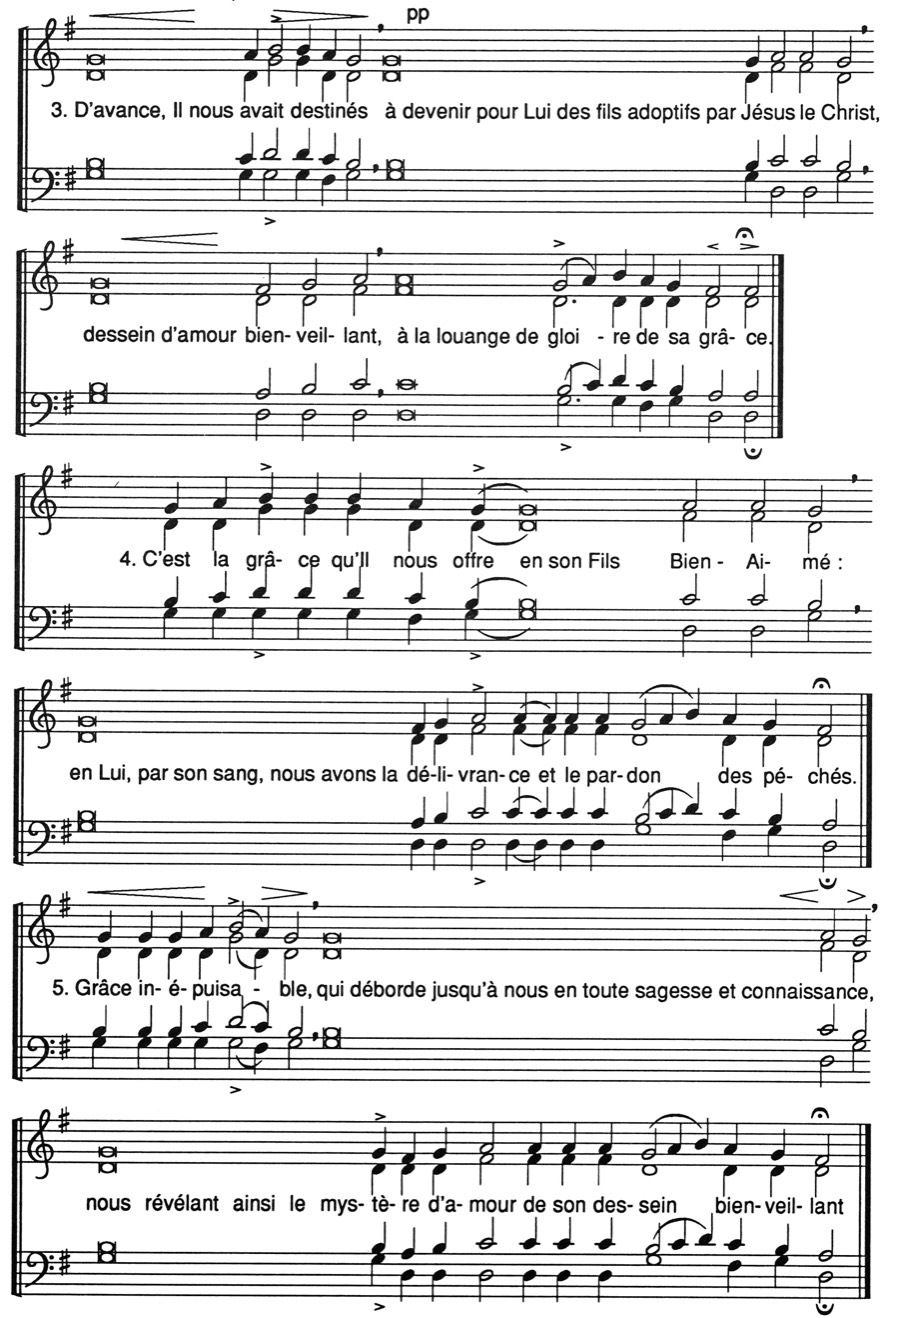 pp
3. D'avance, Il nous avait destinés à devenir pour Lui des fils adoptifs par Jésus le Christ,
dessein d'amour bien- veil- lant, à la louange de gloi - re de sa grâ- ce.
4. C'est la grâ- ce qu'Il nous offre en son Fils Bien - Ai- mé :
en Lui, par son sang, nous avons la dé-li- vran-ce et le par-don des pé- chés.
5. Grâce in- é- puisa - ble, qui déborde jusqu'à nous en toute sagesse et connaissance,
nous révélant ainsi le mys- tè- re d'a- mour de son des- sein bien- veil- lant